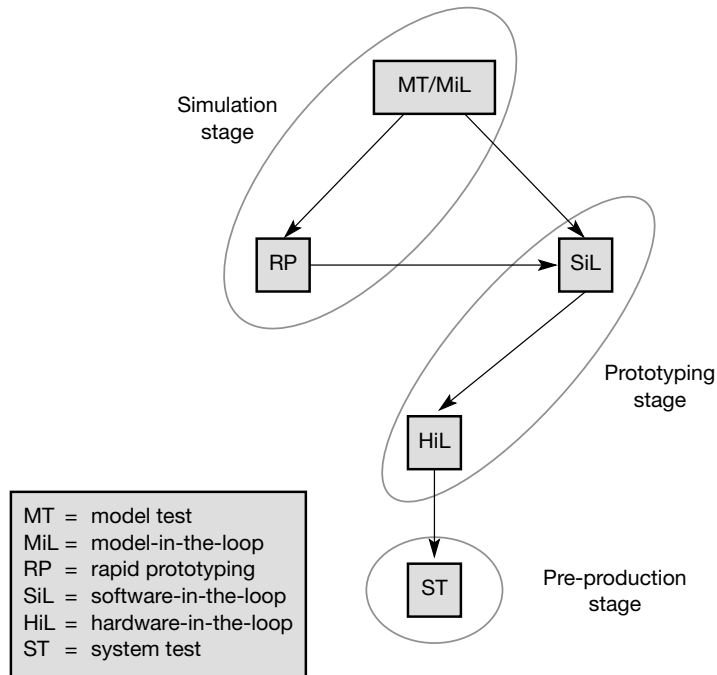 MT/MiL
Simulation
stage
RP
SiL
Prototyping
stage
HiL
MT = model test
MiL = model-in-the-loop
RP = rapid prototyping
SiL = software-in-the-loop
HiL = hardware-in-the-loop
ST = system test
ST
Pre-production
stage